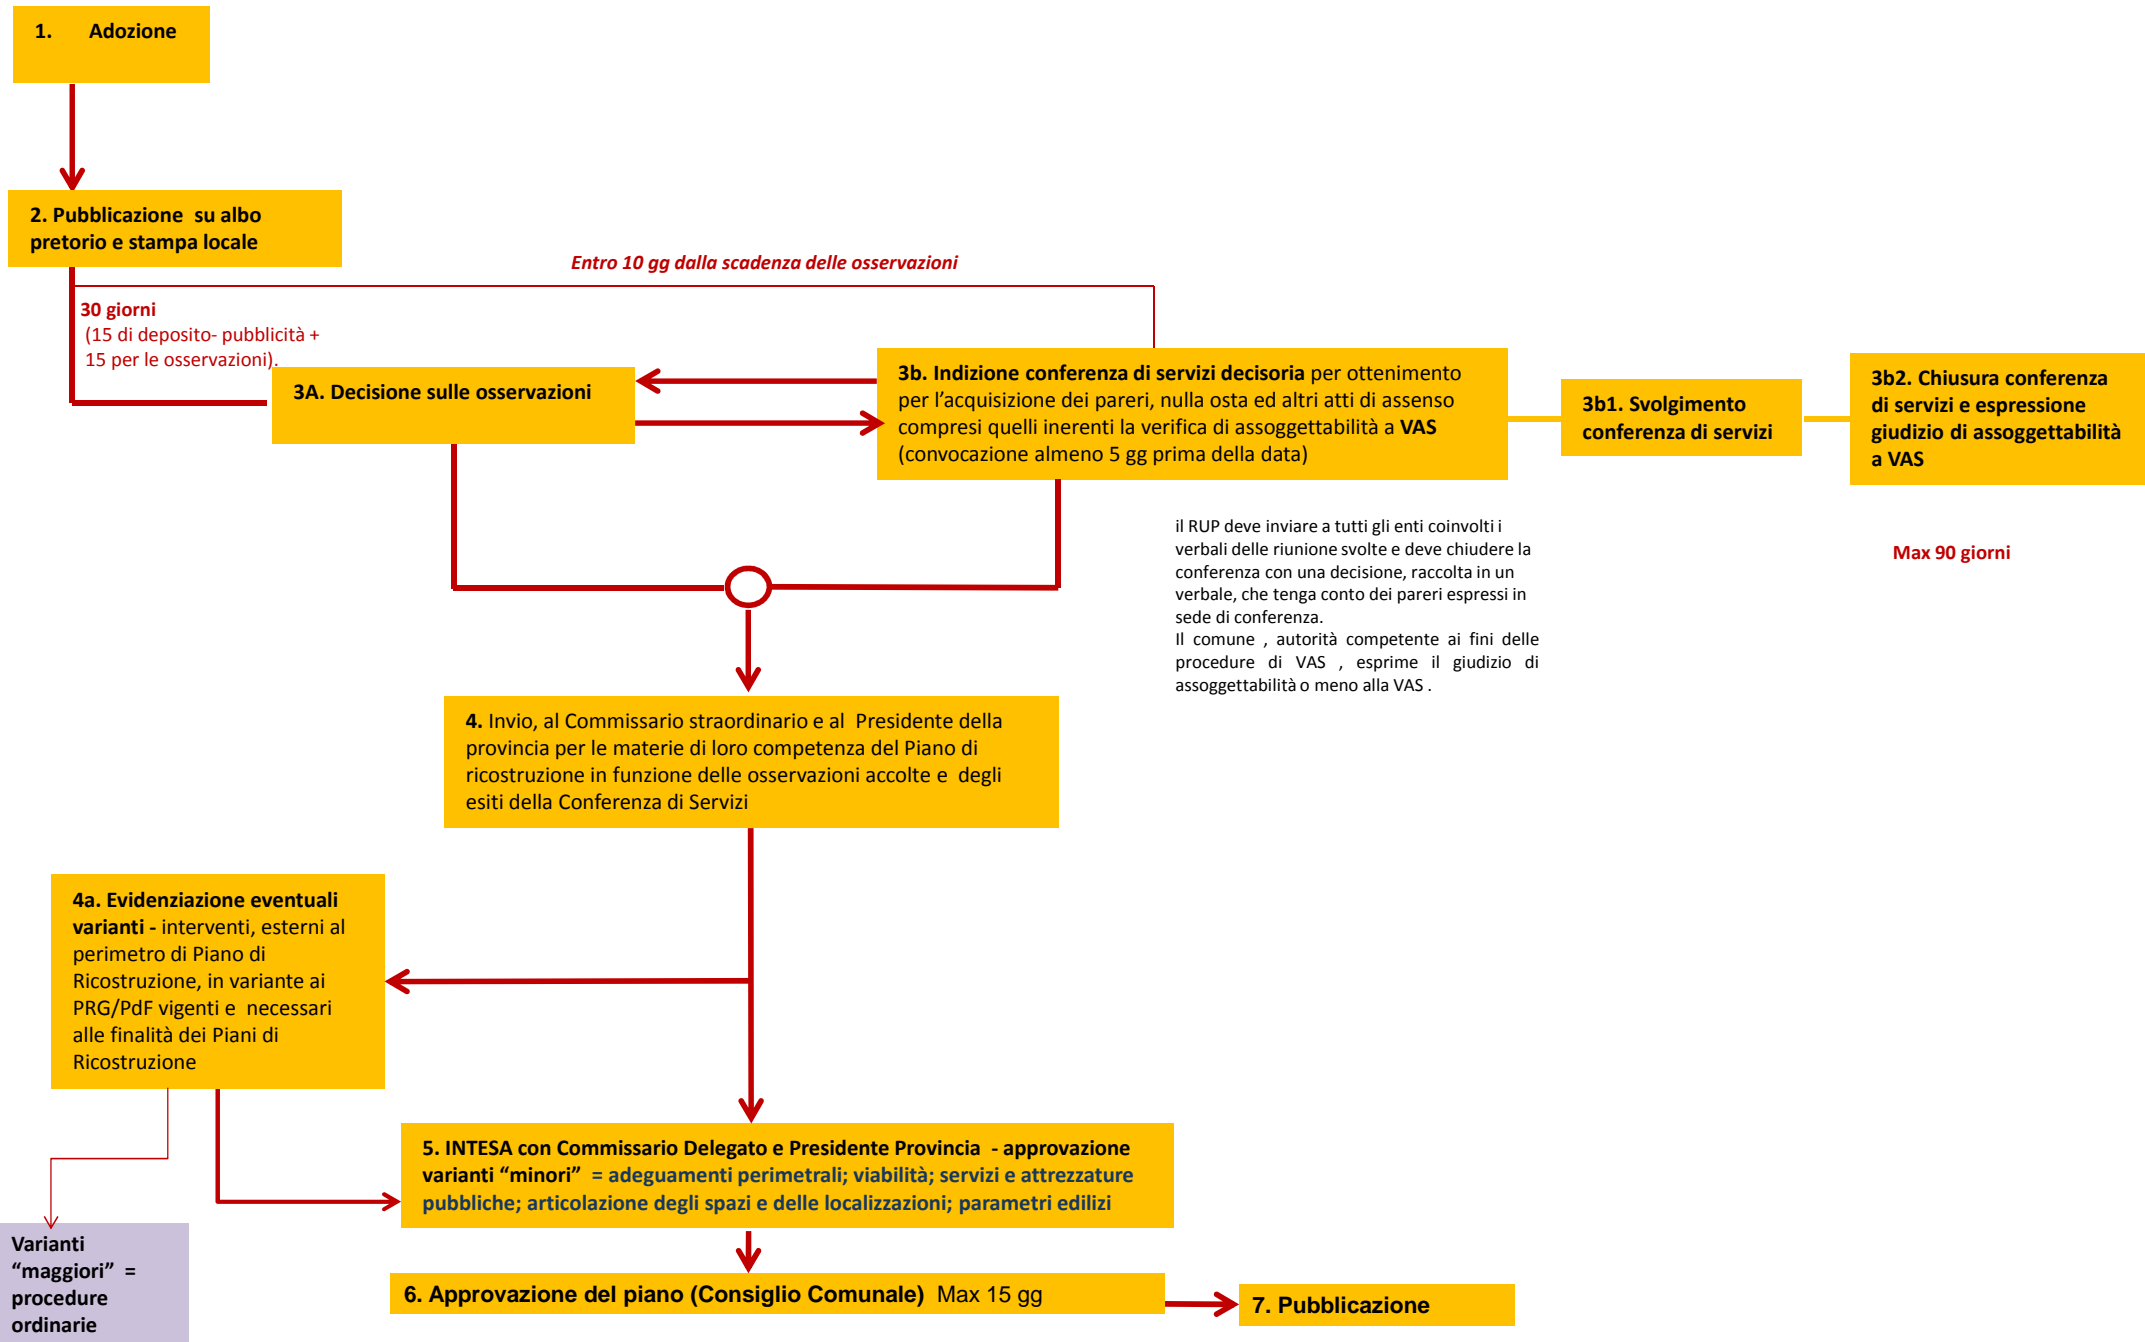 1. Adozione
2. Pubblicazione su albo
pretorio e stampa locale
Entro 10 gg dalla scadenza delle osservazioni
30 giorni
(15 di deposito- pubblicità +
15 per le osservazioni).
3A. Decisione sulle osservazioni
3b. Indizione conferenza di servizi decisoria per ottenimento
per l’acquisizione dei pareri, nulla osta ed altri atti di assenso
compresi quelli inerenti la verifica di assoggettabilità a VAS
(convocazione almeno 5 gg prima della data)
3b1. Svolgimento
conferenza di servizi
3b2. Chiusura conferenza
di servizi e espressione
giudizio di assoggettabilità
a VAS
il RUP deve inviare a tutti gli enti coinvolti i
verbali delle riunione svolte e deve chiudere la
conferenza con una decisione, raccolta in un
verbale, che tenga conto dei pareri espressi in
sede di conferenza.
Il comune , autorità competente ai fini delle
procedure di VAS , esprime il giudizio di
assoggettabilità o meno alla VAS .
Max 90 giorni
4. Invio, al Commissario straordinario e al Presidente della
provincia per le materie di loro competenza del Piano di
ricostruzione in funzione delle osservazioni accolte e degli
esiti della Conferenza di Servizi
4a. Evidenziazione eventuali
varianti - interventi, esterni al
perimetro di Piano di
Ricostruzione, in variante ai
PRG/PdF vigenti e necessari
alle finalità dei Piani di
Ricostruzione
5. INTESA con Commissario Delegato e Presidente Provincia - approvazione
varianti “minori” = adeguamenti perimetrali; viabilità; servizi e attrezzature
pubbliche; articolazione degli spazi e delle localizzazioni; parametri edilizi
Varianti
“maggiori” =
procedure
ordinarie
6. Approvazione del piano (Consiglio Comunale) Max 15 gg
7. Pubblicazione